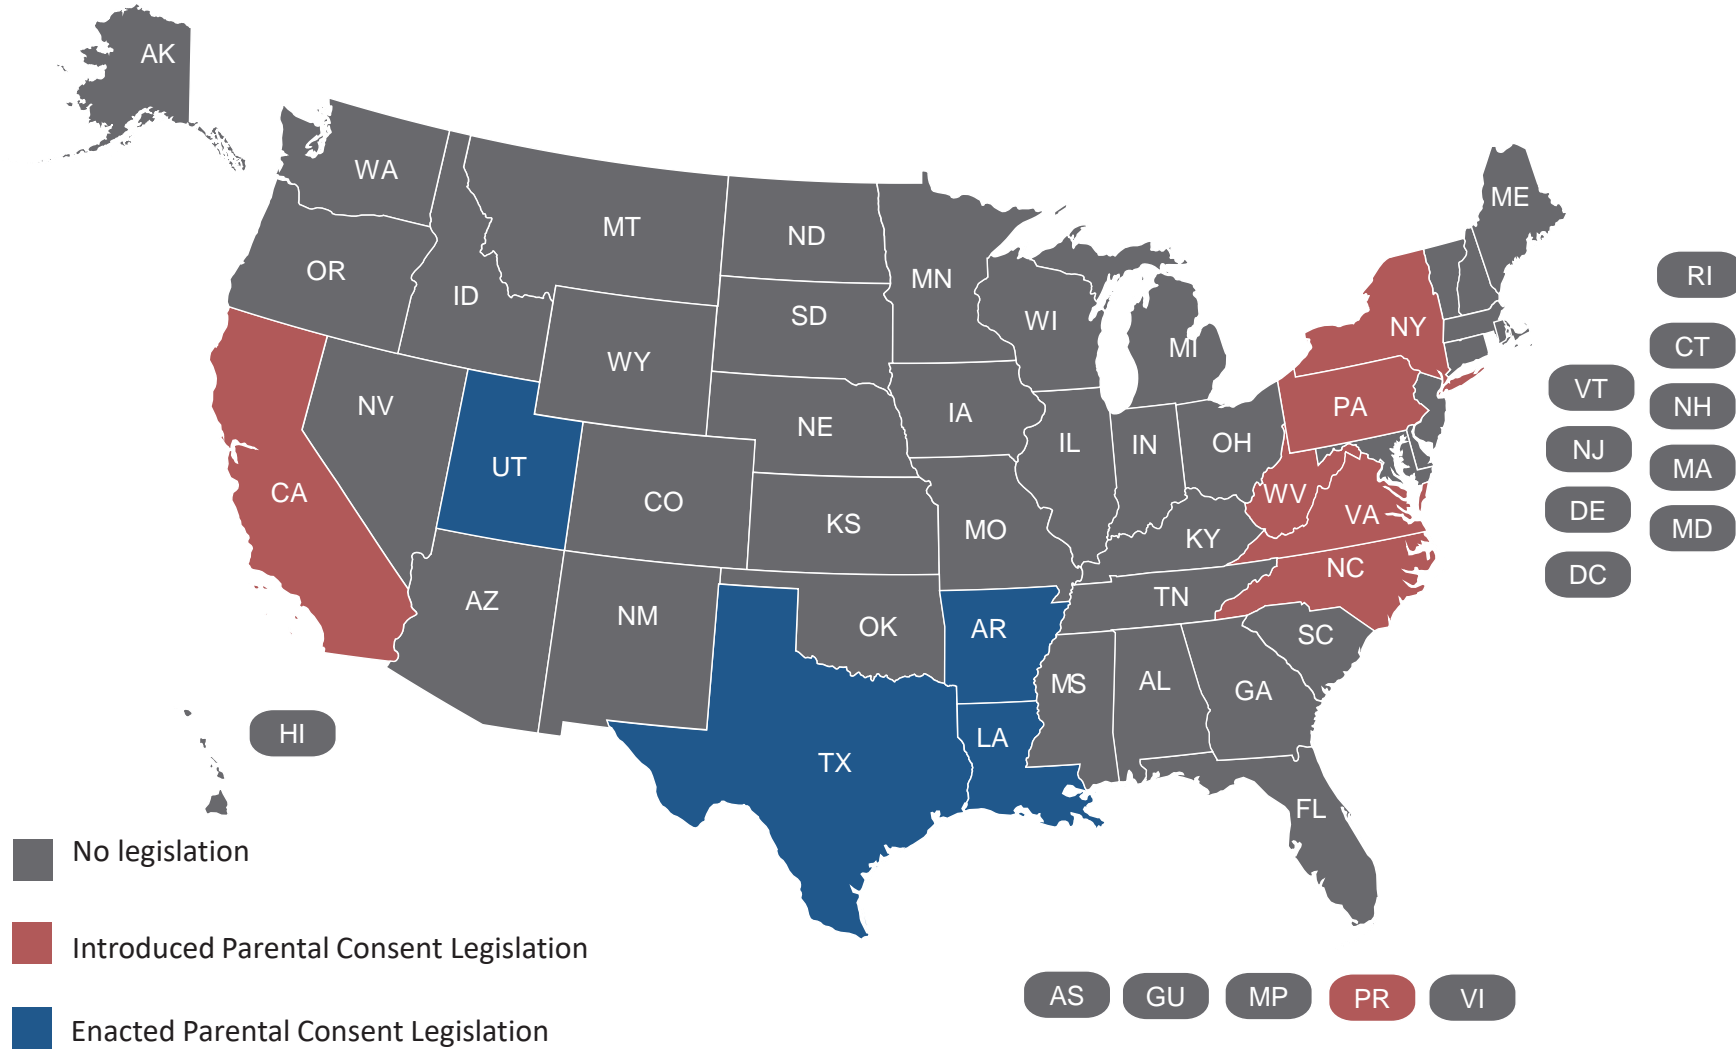 AK
WA
MT
ND
MN
ME
OR
ID
SD
WI
MI
NY
RI
CT
WY
NV
NE
IA
PA
VT
NH
UT
CO
IL
IN
OH
NJ
MA
CA
KS
MO
WV
VA
DE
MD
KY
NC
DC
AZ
NM
OK
AR
TN
SC
MS
AL
GA
HI
TX
LA
FL
No legislation
Introduced Parental Consent Legislation
AS
GU
MP
PR
VI
Enacted Parental Consent Legislation